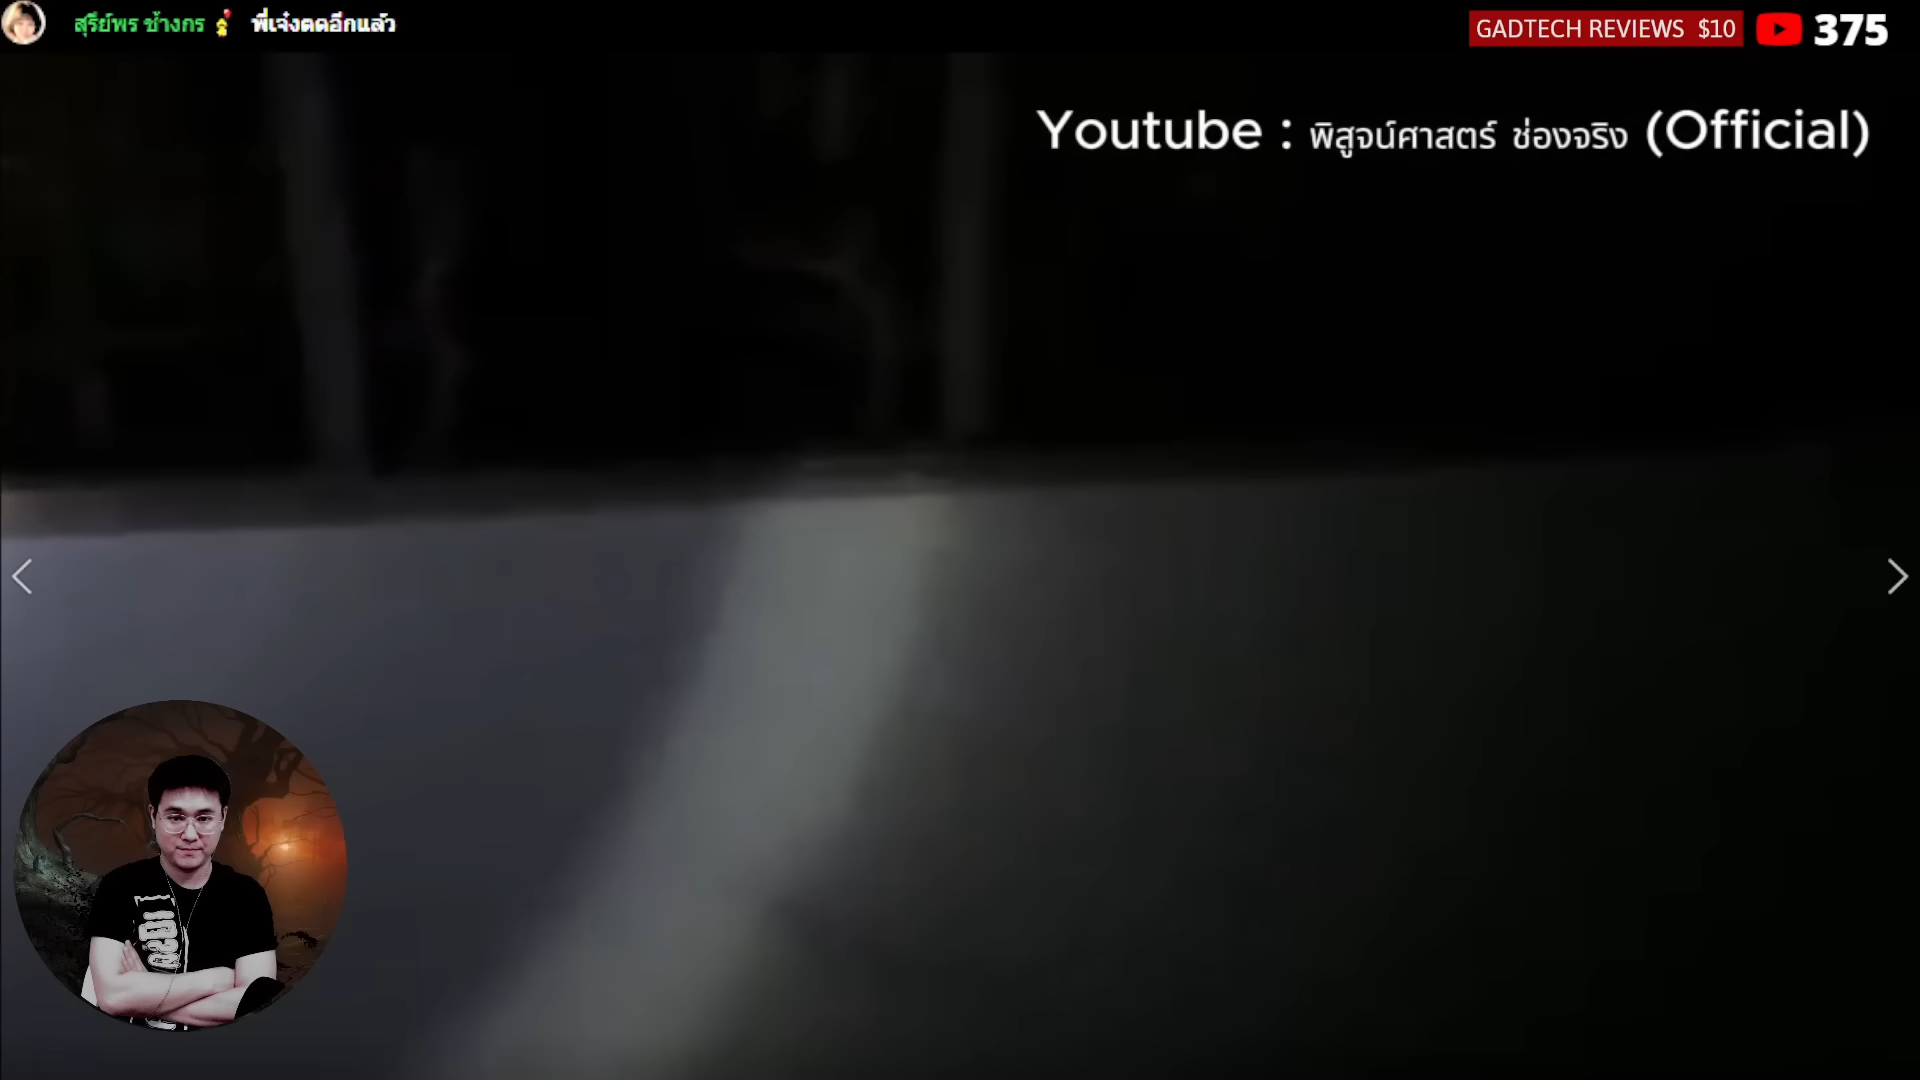 สุรีย์พร ช้างกร พี่เจ๋งตดอีกแล้ว
GADTECH REVIEWS $10
375
Youtube : พิสูจน์ศาสตร์ ช่องจริง (Official)